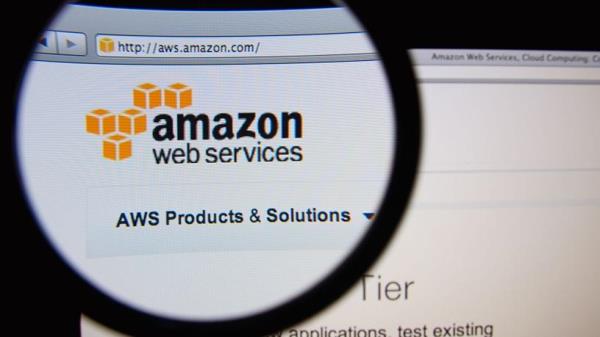 http://aws.amazon.com/
Amazon Web Services, Cloud Computing: C
amazon
web services
AWS Products & Solutions
Tier
applications, test existing